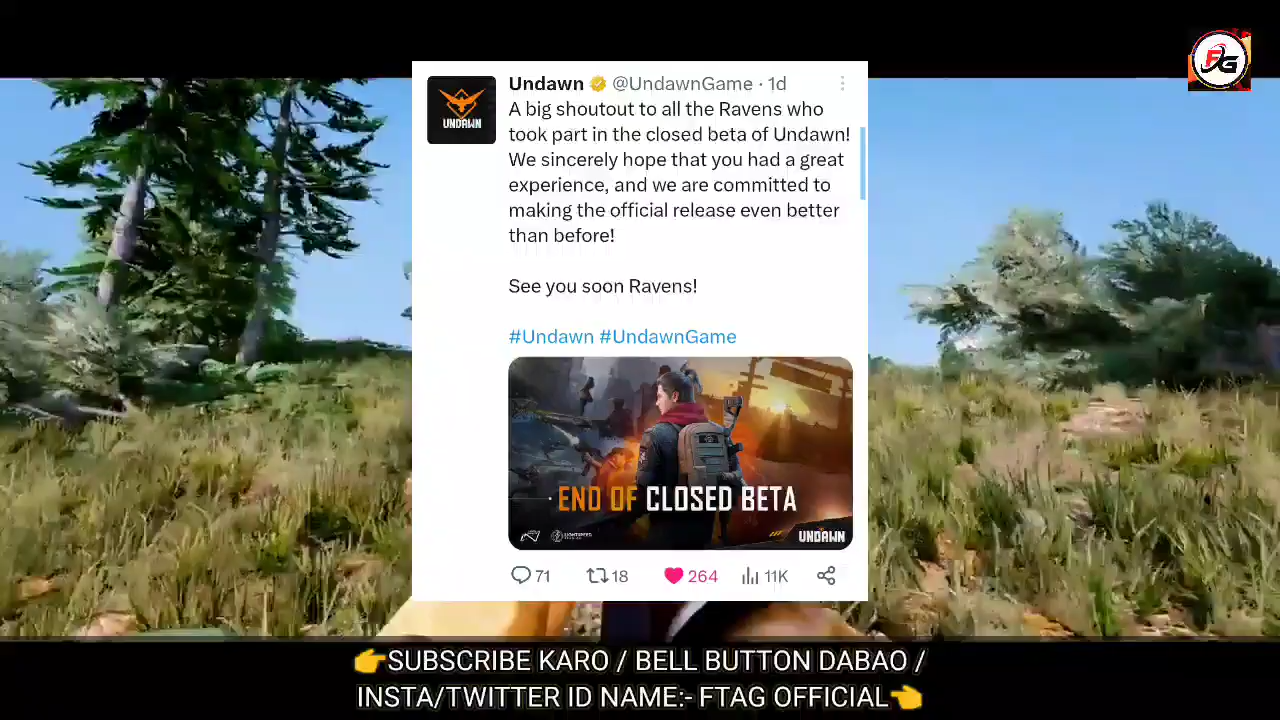 FG
Undawn @UndawnGame · 1d
UNDAWN
A big shoutout to all the Ravens who
took part in the closed beta of Undawn!
We sincerely hope that you had a great
experience, and we are committed to
making the official release even better
than before!
See you soon Ravens!
#Undawn #UndawnGame
END OF CLOSED BETA
LIGHTSPEED
UNDAWN
71 18 264 11K
👉SUBSCRIBE KARO / BELL BUTTON DABAO /
INSTA/TWITTER ID NAME:- FTAG OFFICIAL👈